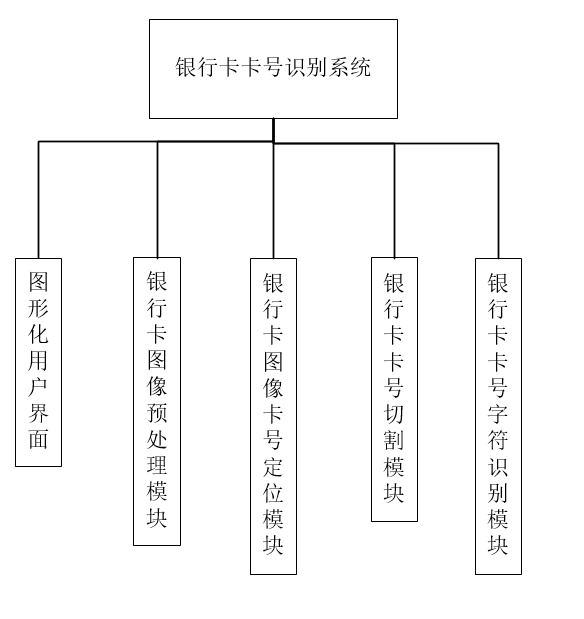 银行卡卡号识别系统
图形化用户界面
银行卡图像预处理模块
银行卡图像卡号定位模块
银行卡卡号切割模块
银行卡卡号字符识别模块